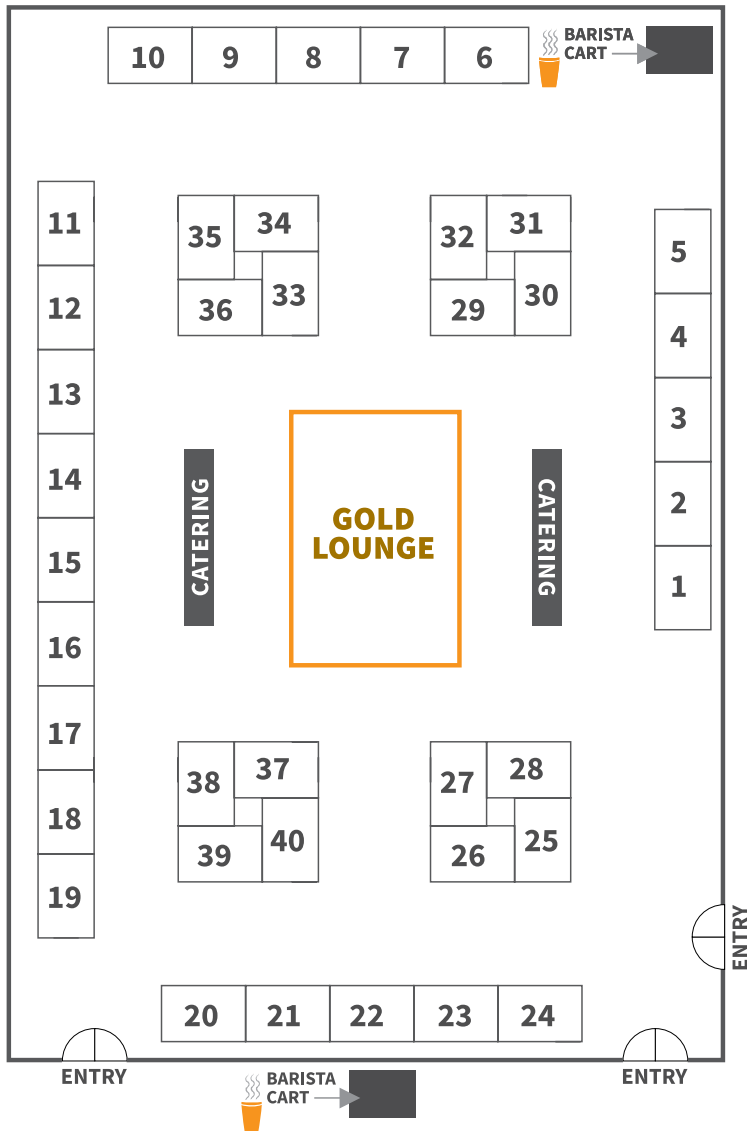 10 9 8 7 6
BARISTA
CART
11
12
13
14
15
16
17
18
19
35 34
36 33
32 31
29 30
5
4
3
2
1
CATERING
GOLD
LOUNGE
CATERING
38 37
39 40
27 28
26 25
ENTRY
20 21 22 23 24
ENTRY
ENTRY
BARISTA
CART